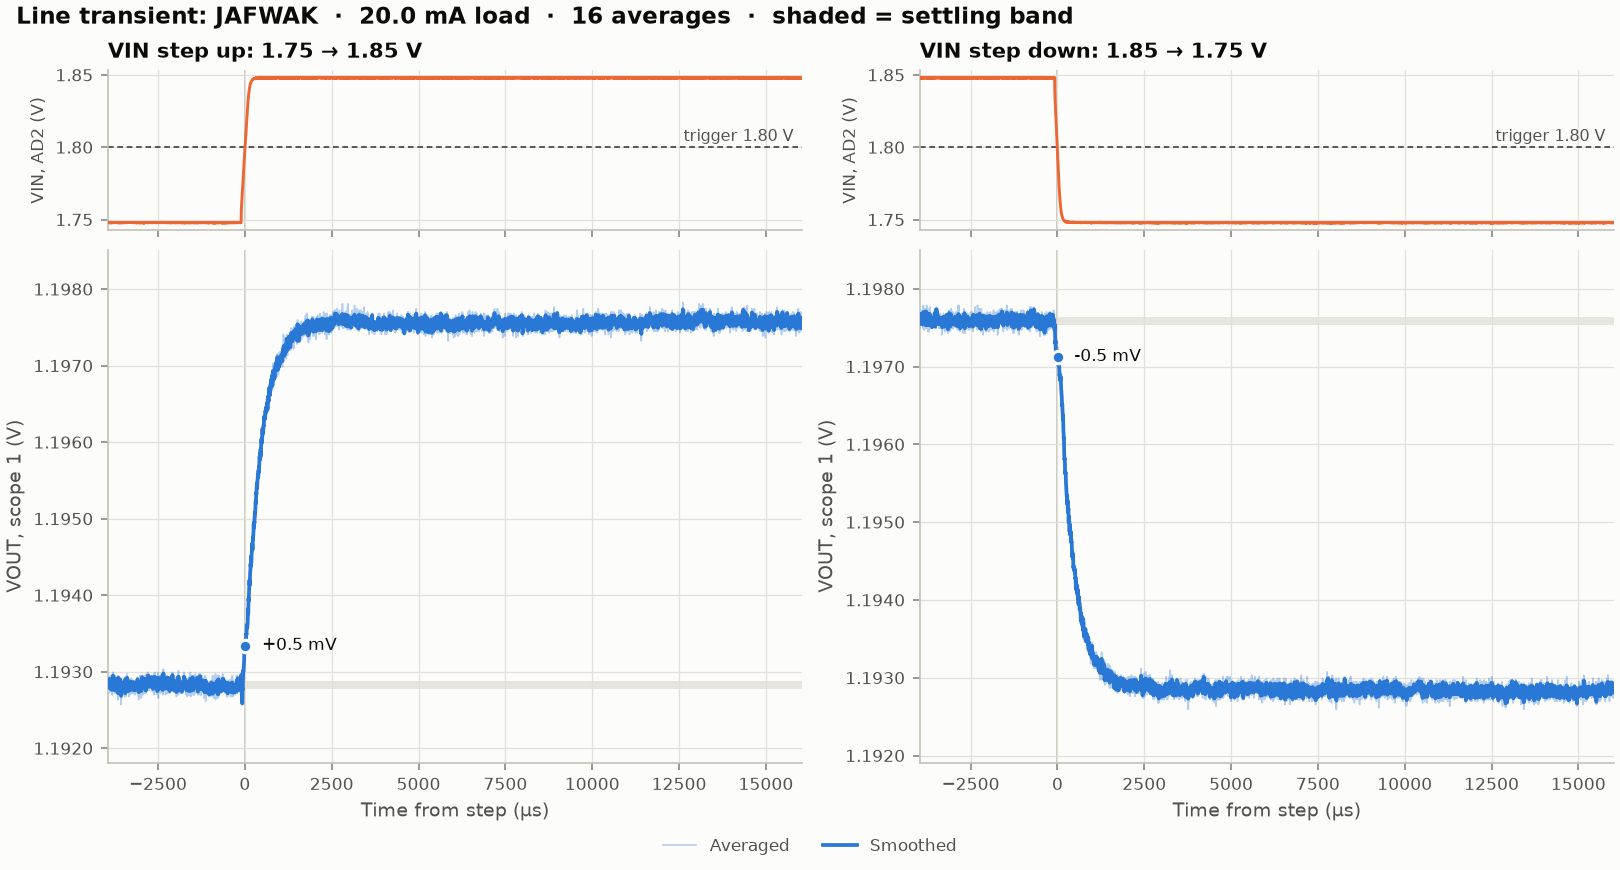 Line transient: JAFWAK · 20.0 mA load · 16 averages · shaded = settling band
VIN step up: 1.75 → 1.85 V
VIN, AD2 (V)
1.85
1.80
1.75
trigger 1.80 V
VOUT, scope 1 (V)
1.1980
1.1970
1.1960
1.1950
1.1940
1.1930
1.1920
+0.5 mV
−2500 0 2500 5000 7500 10000 12500 15000
Time from step (µs)
VIN step down: 1.85 → 1.75 V
VIN, AD2 (V)
1.85
1.80
1.75
trigger 1.80 V
VOUT, scope 1 (V)
1.1980
1.1970
1.1960
1.1950
1.1940
1.1930
1.1920
-0.5 mV
−2500 0 2500 5000 7500 10000 12500 15000
Time from step (µs)
Averaged Smoothed